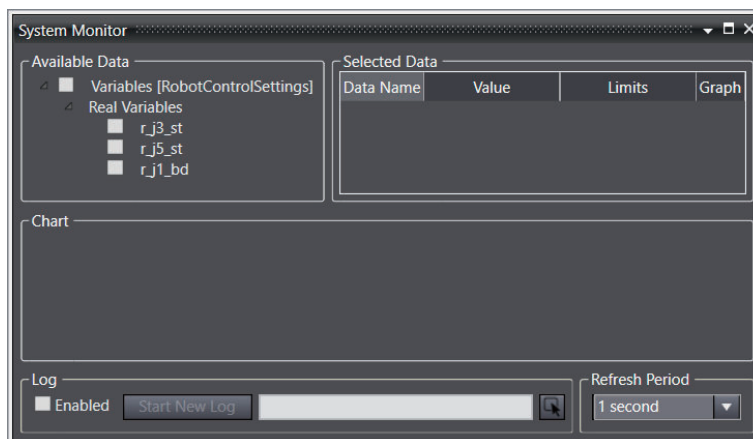 System Monitor
Available Data
Variables [RobotControlSettings]
Real Variables
r_j3_st
r_j5_st
r_j1_bd
Selected Data
Data Name Value Limits Graph
Chart
Log
Enabled Start New Log
Refresh Period
1 second